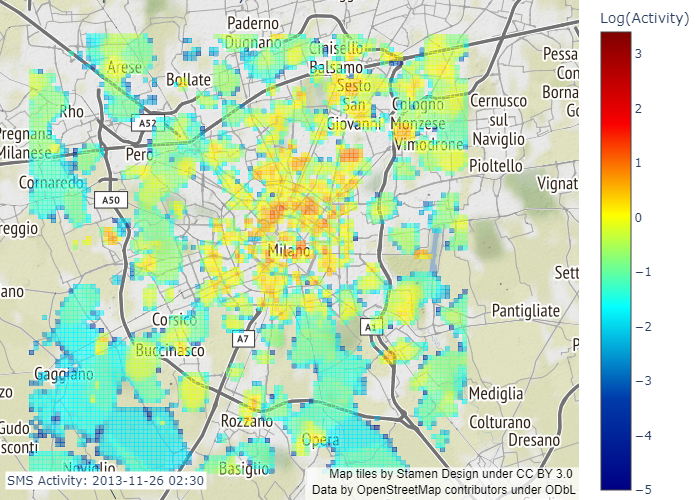 Log(Activity)
Paderno
Dugnano
Cinisello
Balsamo
Arese
Bollate
Sesto
San
Giovanni
Cologno
Monzese
Vimodrone
Cernusco
sul
Naviglio
Pioltello
Pessa
Con
Borna
Go
Rho
A52
Pregnana
Milanese
Pero
Cornaredo
A50
Vignat
reggio
Milano
Sett
ano
Corsico
Pantigliate
A7
A1
Buccinasco
Gaggiano
P
zo
Mediglia
Rozzano
Colturano
Dresano
Gudo
sconti
Opera
Noviglio
Basiglio
SMS Activity: 2013-11-26 02:30
Map tiles by Stamen Design under CC BY 3.0
Data by OpenStreetMap contributors under ODbL
3
2
1
0
−1
−2
−3
−4
−5